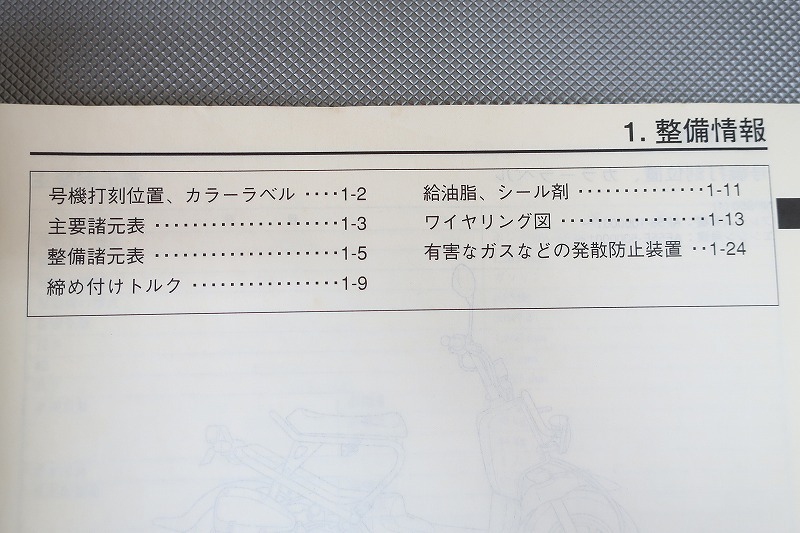 1. 整備情報
号機打刻位置、カラーラベル ････1-2
主要諸元表 ･････････････････････1-3
整備諸元表 ･････････････････････1-5
締め付けトルク ････････････････1-9
給油脂、シール剤 ･･････････････1-11
ワイヤリング図 ････････････････1-13
有害なガスなどの発散防止装置 ･･1-24